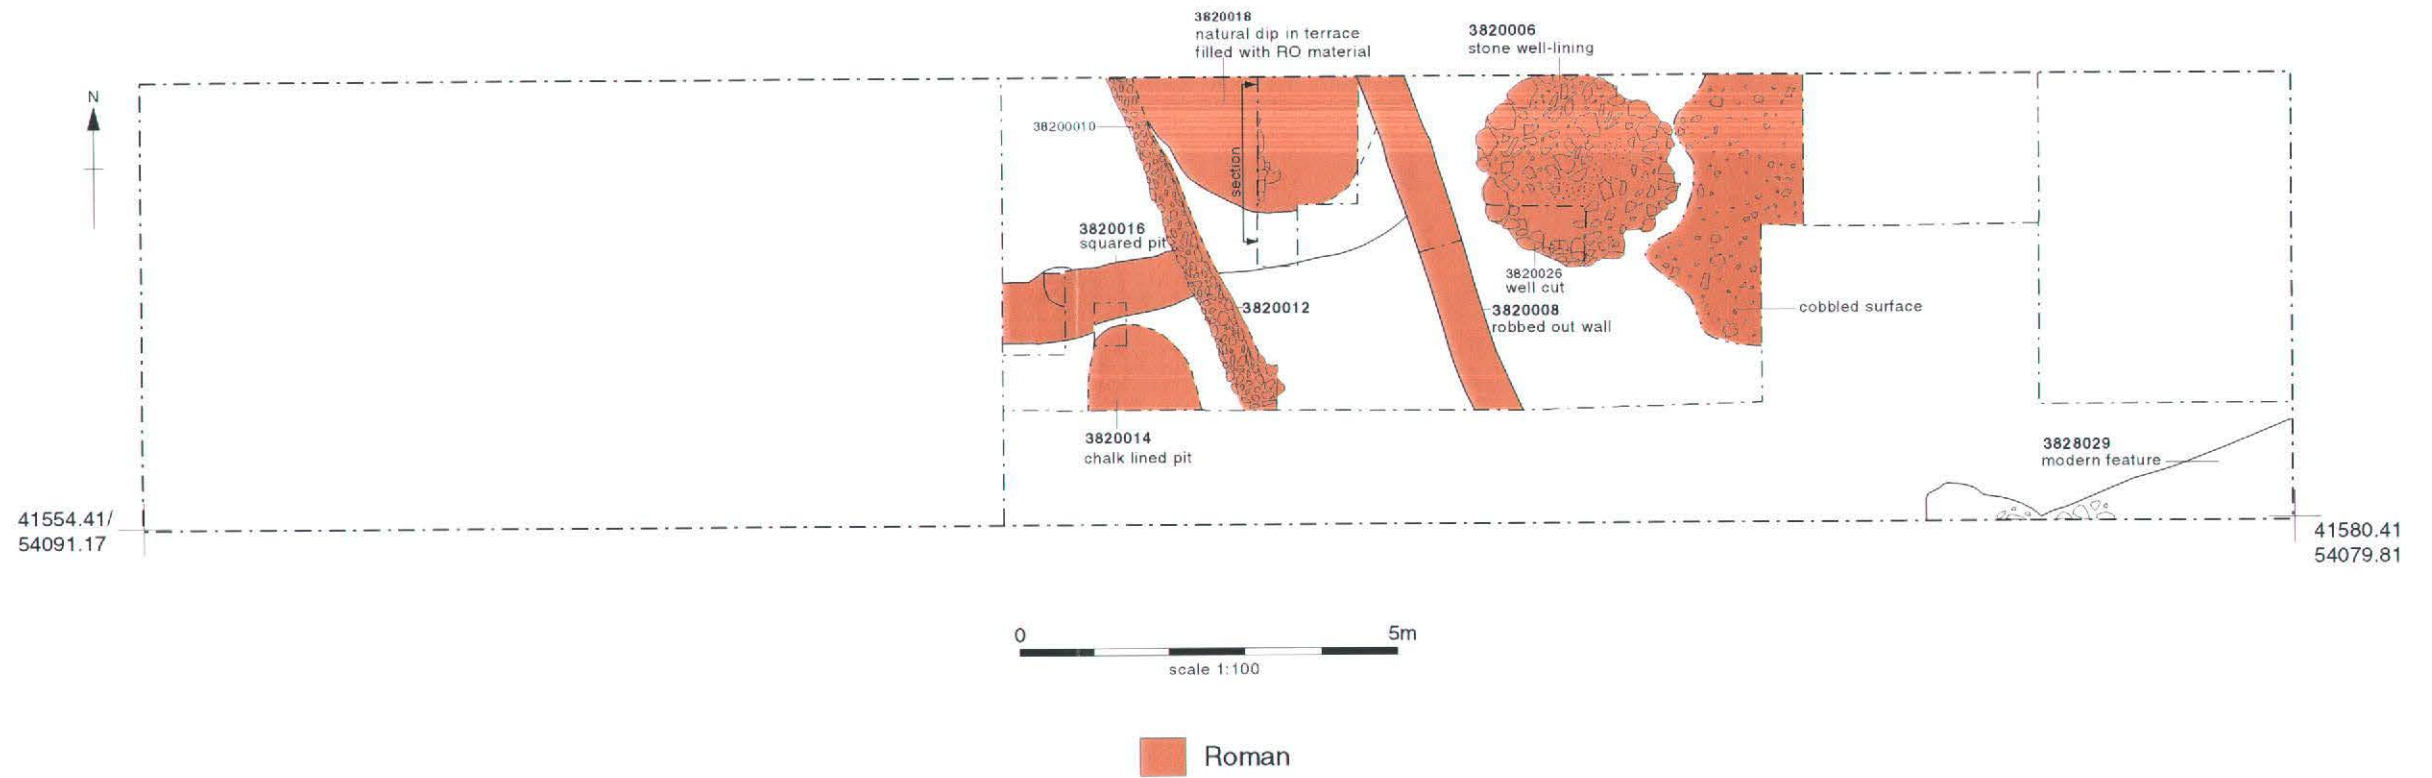 3820018
natural dip in terrace
filled with RO material
3820006
stone well-lining
N
38200010
section
3820016
squared pit
3820012
3820026
well cut
3820008
robbed out wall
cobbled surface
3820014
chalk lined pit
3828029
modern feature
41554.41/
54091.17
41580.41
54079.81
0
5m
scale 1:100
Roman